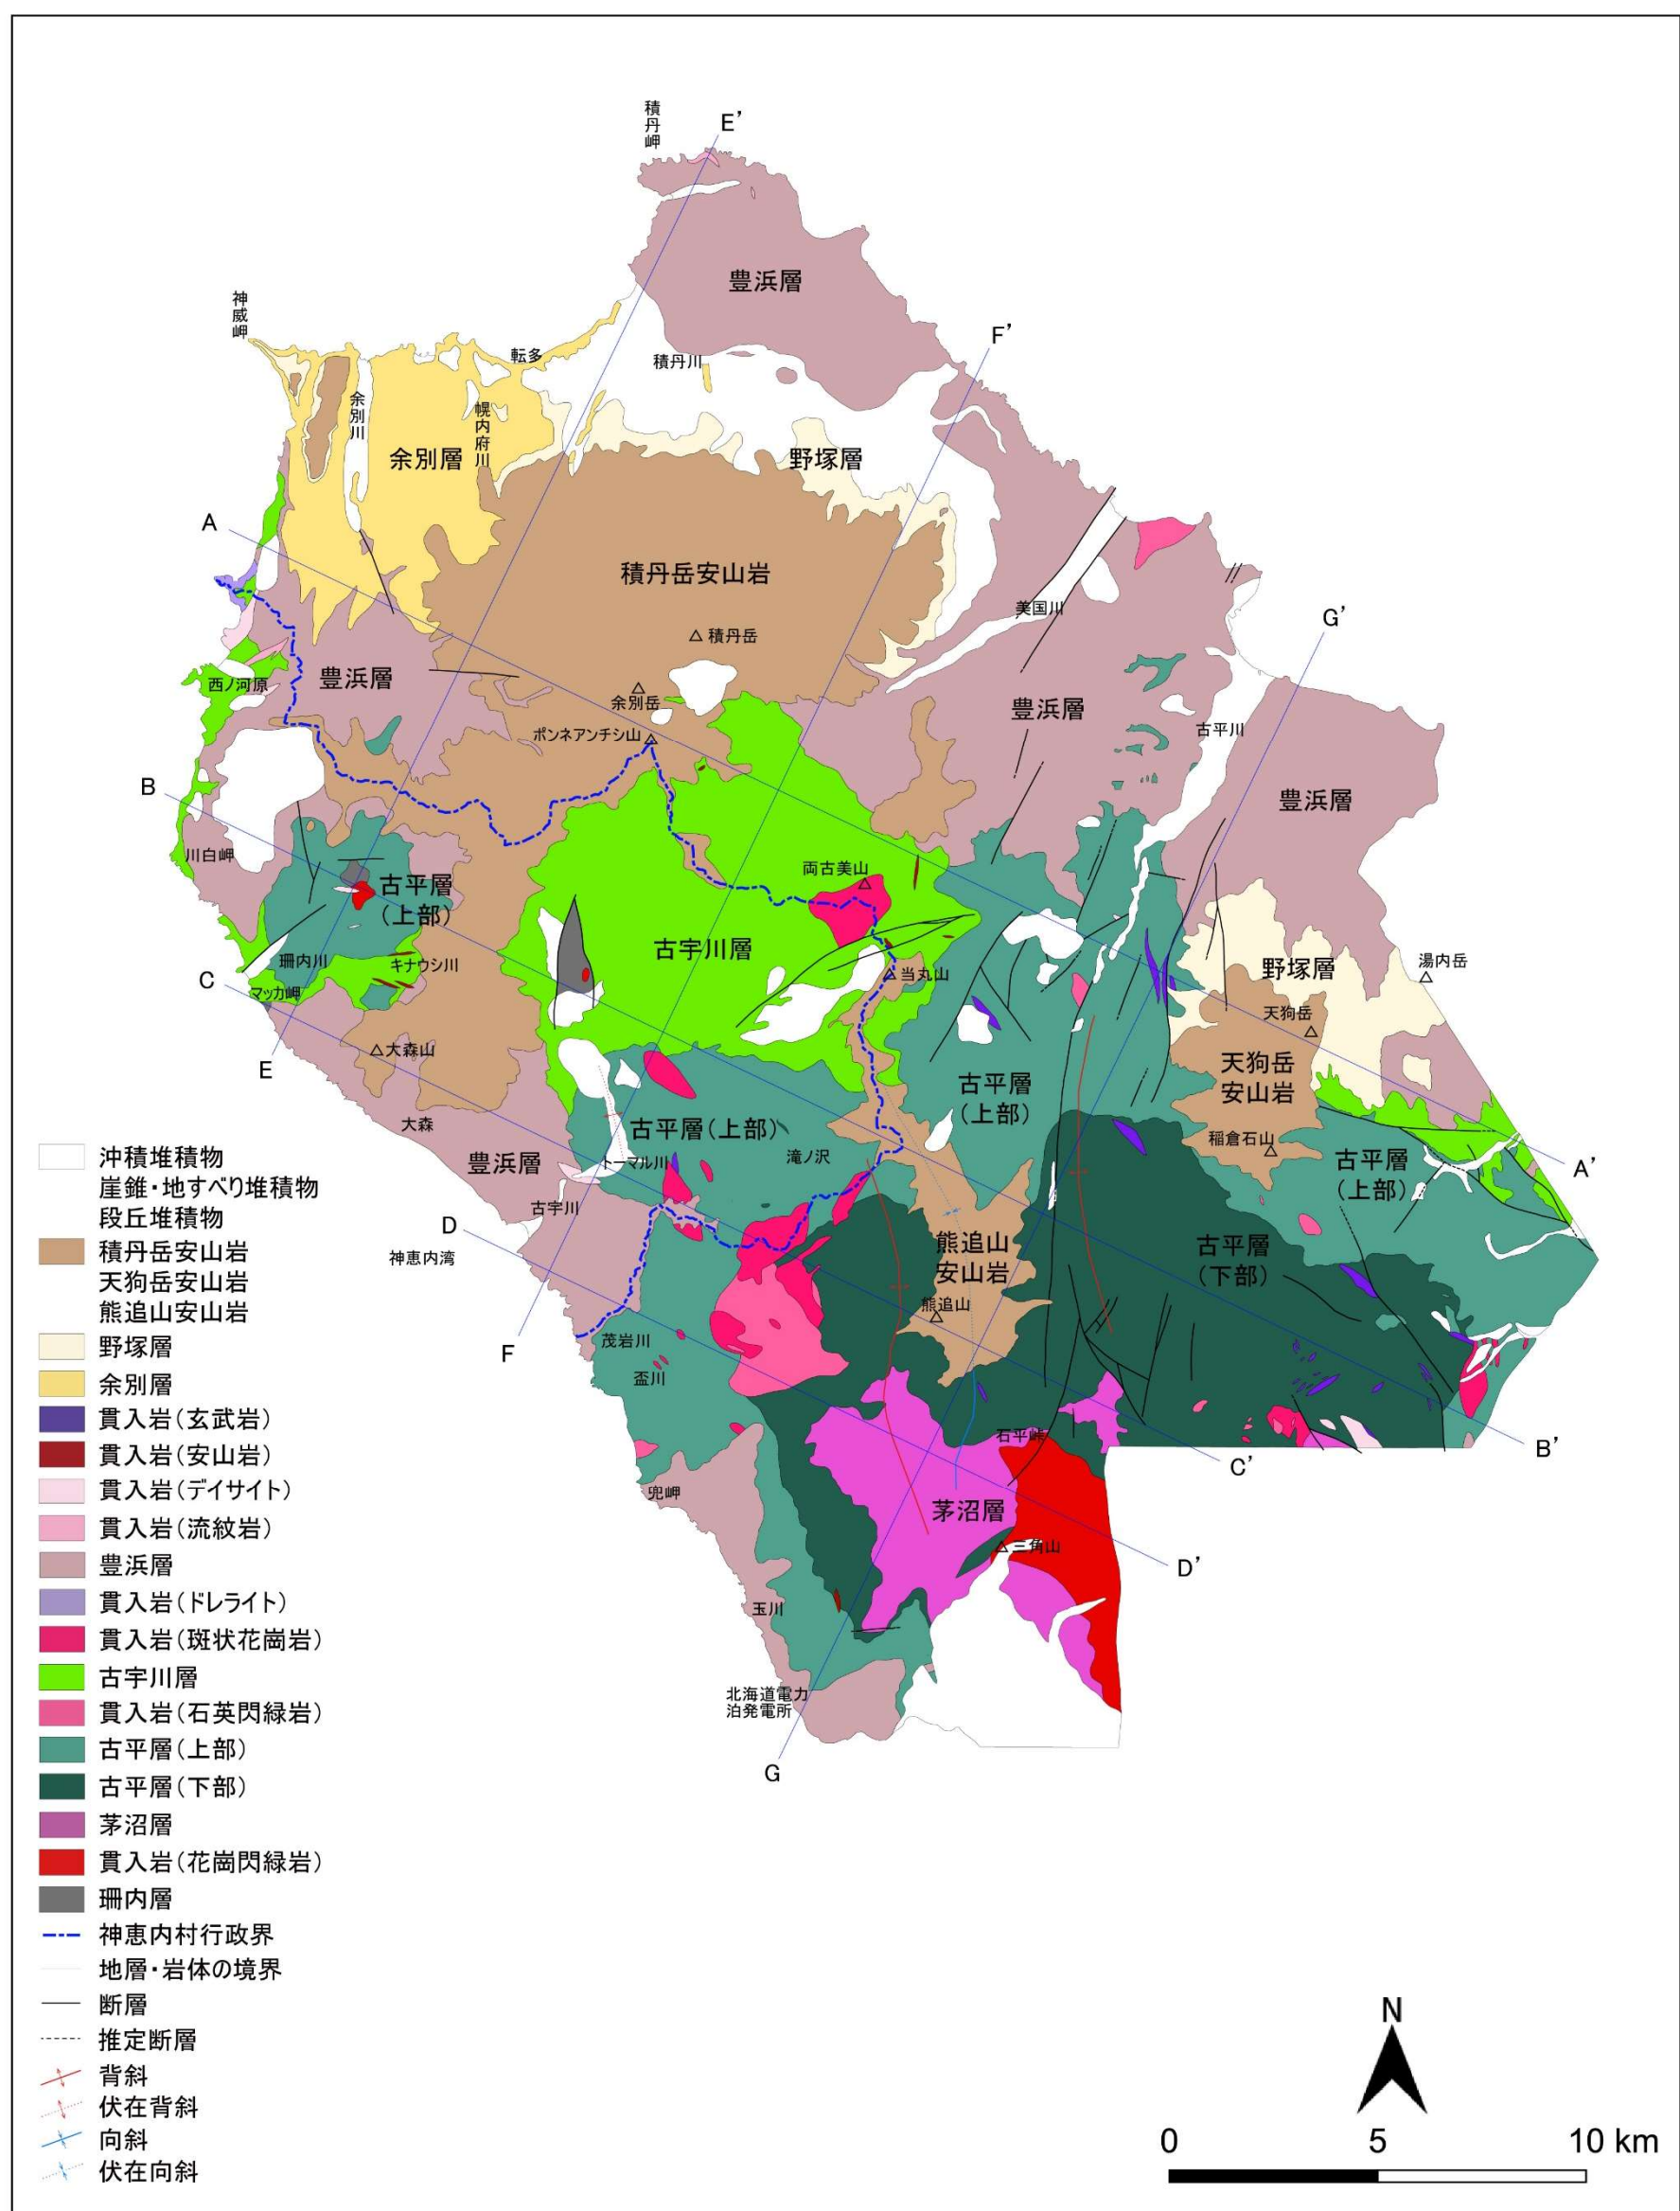 積丹岬
E’
豊浜層
神威岬
F’
転多
積丹川
余別川
幌内府川
余別層
野塚層
A
積丹岳安山岩
美国川
G’
積丹岳
西ノ河原
豊浜層
余別岳
豊浜層
ポンネアンチシ山
古平川
B
豊浜層
川白岬
両古美山
古平層
(上部)
古宇川層
珊内川
キナウシ川
野塚層
湯内岳
C
マッカ岬
当丸山
天狗岳
大森山
E
天狗岳
安山岩
古平層
(上部)
大森
古平層(上部)
稲倉石山
豊浜層
トーマル川
滝ノ沢
古平層
(上部)
A’
古宇川
D
神恵内湾
熊追山
安山岩
古平層
(下部)
熊追山
F
茂岩川
盃川
石平峠
B’
C’
兜岬
茅沼層
三角山
D’
玉川
北海道電力
泊発電所
G
沖積堆積物
崖錐・地すべり堆積物
段丘堆積物
積丹岳安山岩
天狗岳安山岩
熊追山安山岩
野塚層
余別層
貫入岩(玄武岩)
貫入岩(安山岩)
貫入岩(デイサイト)
貫入岩(流紋岩)
豊浜層
貫入岩(ドレライト)
貫入岩(斑状花崗岩)
古宇川層
貫入岩(石英閃緑岩)
古平層(上部)
古平層(下部)
茅沼層
貫入岩(花崗閃緑岩)
珊内層
神恵内村行政界
地層・岩体の境界
断層
推定断層
背斜
伏在背斜
向斜
伏在向斜
N
0 5 10 km